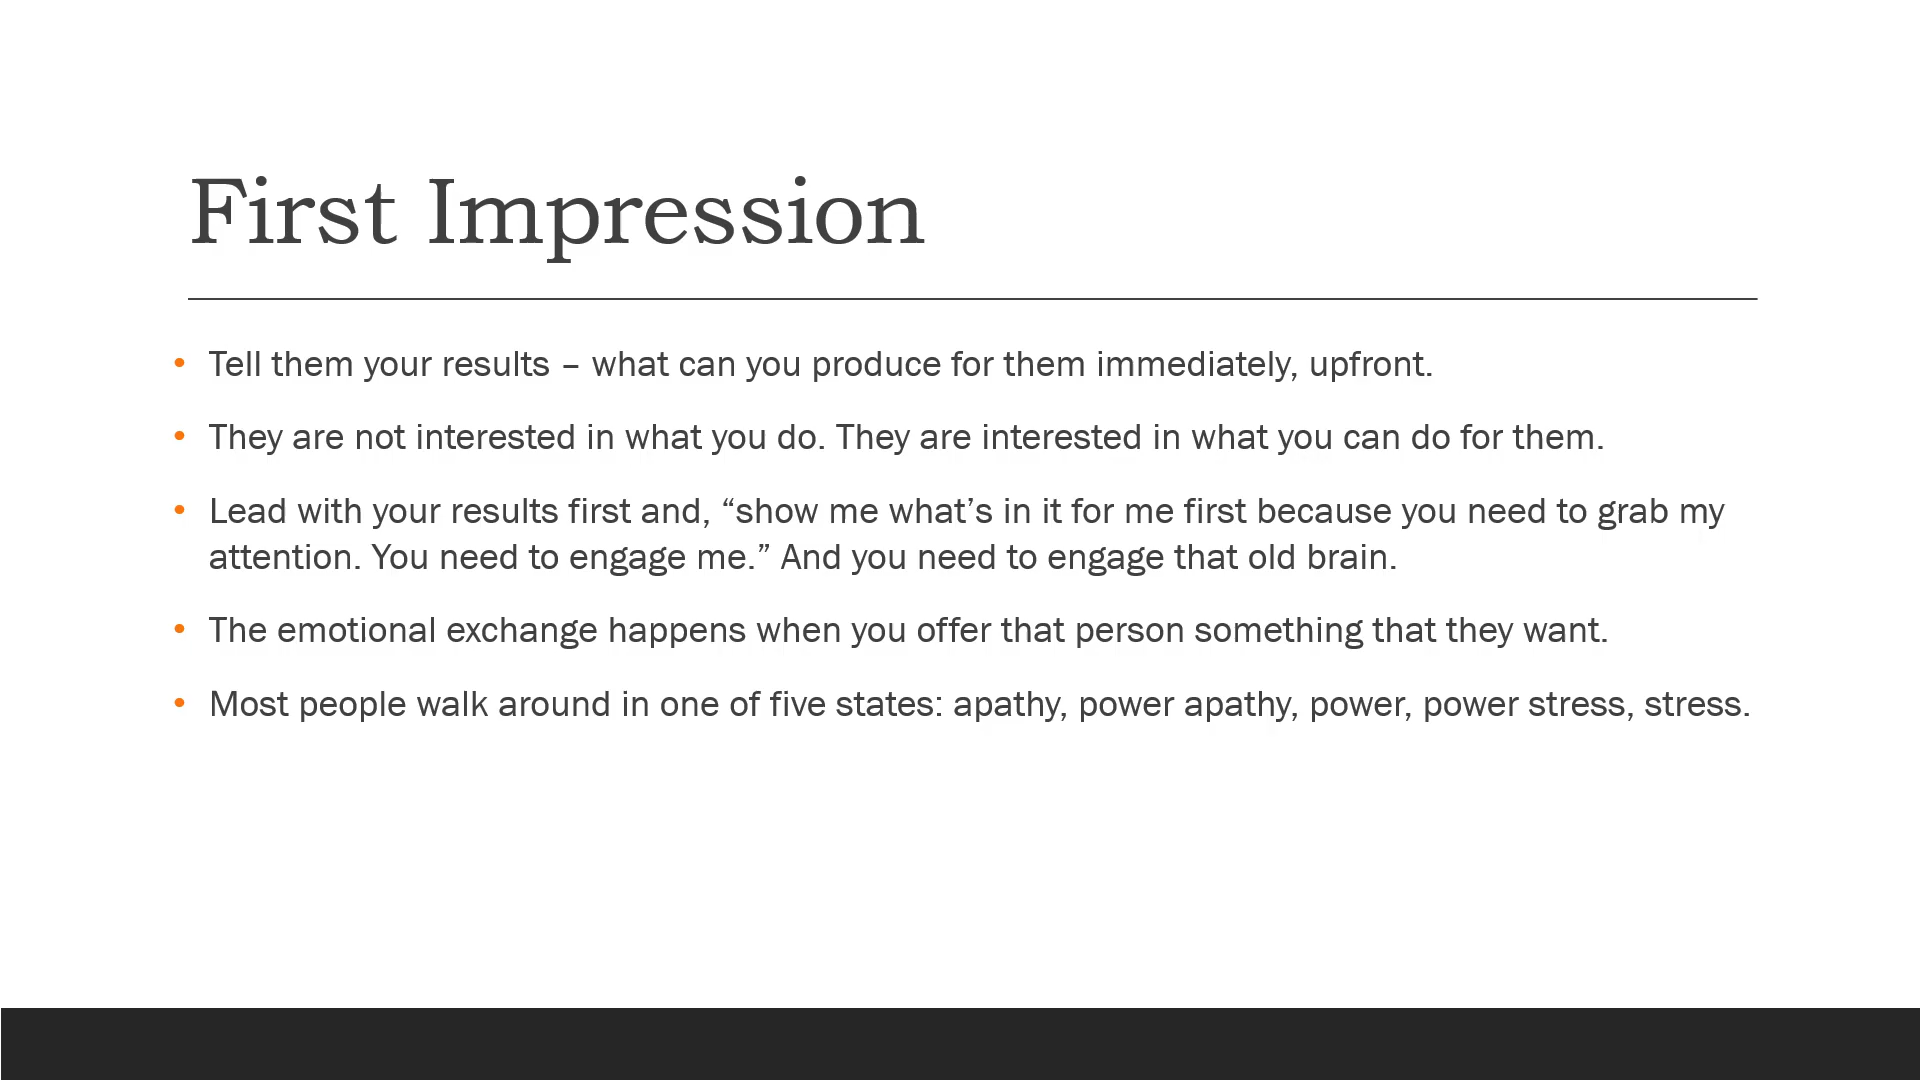 First Impression
• Tell them your results – what can you produce for them immediately, upfront.
• They are not interested in what you do. They are interested in what you can do for them.
• Lead with your results first and, “show me what’s in it for me first because you need to grab my
attention. You need to engage me.” And you need to engage that old brain.
• The emotional exchange happens when you offer that person something that they want.
• Most people walk around in one of five states: apathy, power apathy, power, power stress, stress.